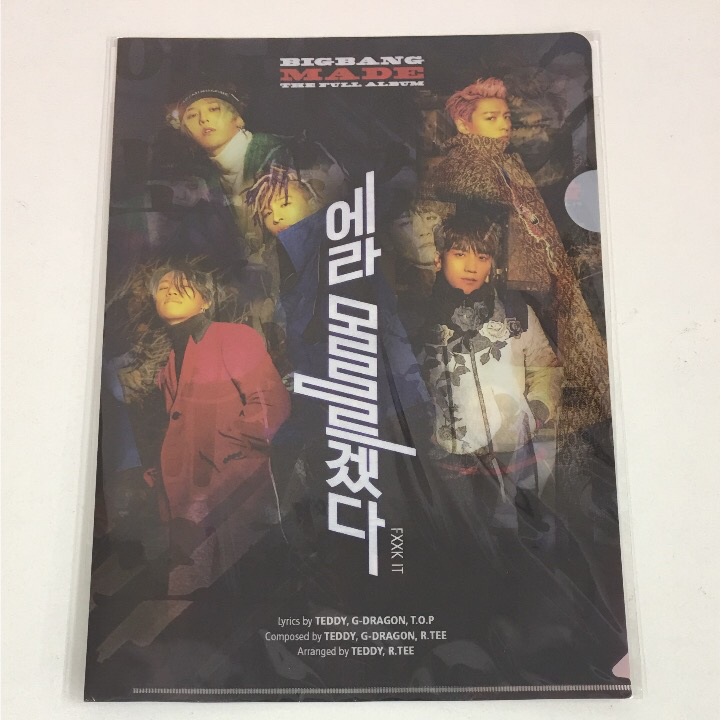 BIGBANG
MADE
THE FULL ALBUM
에라 모르겠다
FXXK IT
Lyrics by TEDDY, G-DRAGON, T.O.P
Composed by TEDDY, G-DRAGON, R.TEE
Arranged by TEDDY, R.TEE